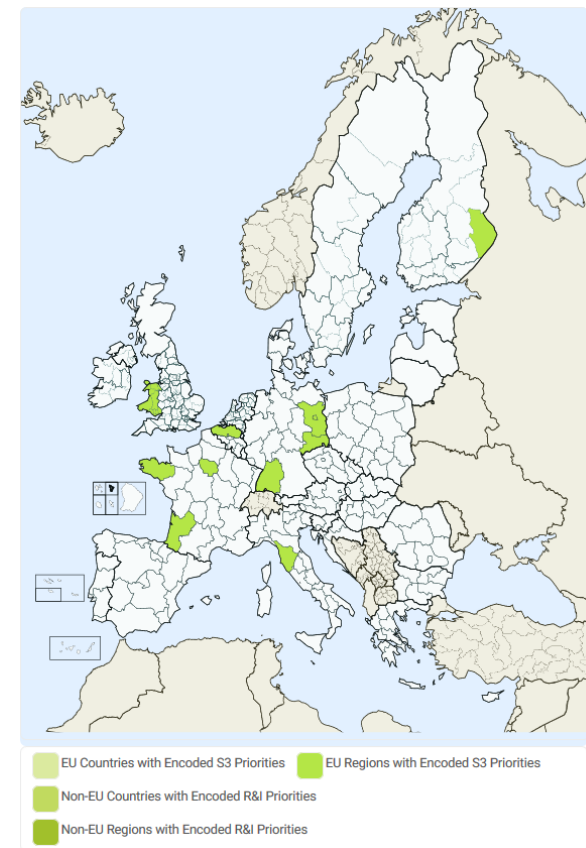 EU Countries with Encoded S3 Priorities
EU Regions with Encoded S3 Priorities
Non-EU Countries with Encoded R&I Priorities
Non-EU Regions with Encoded R&I Priorities